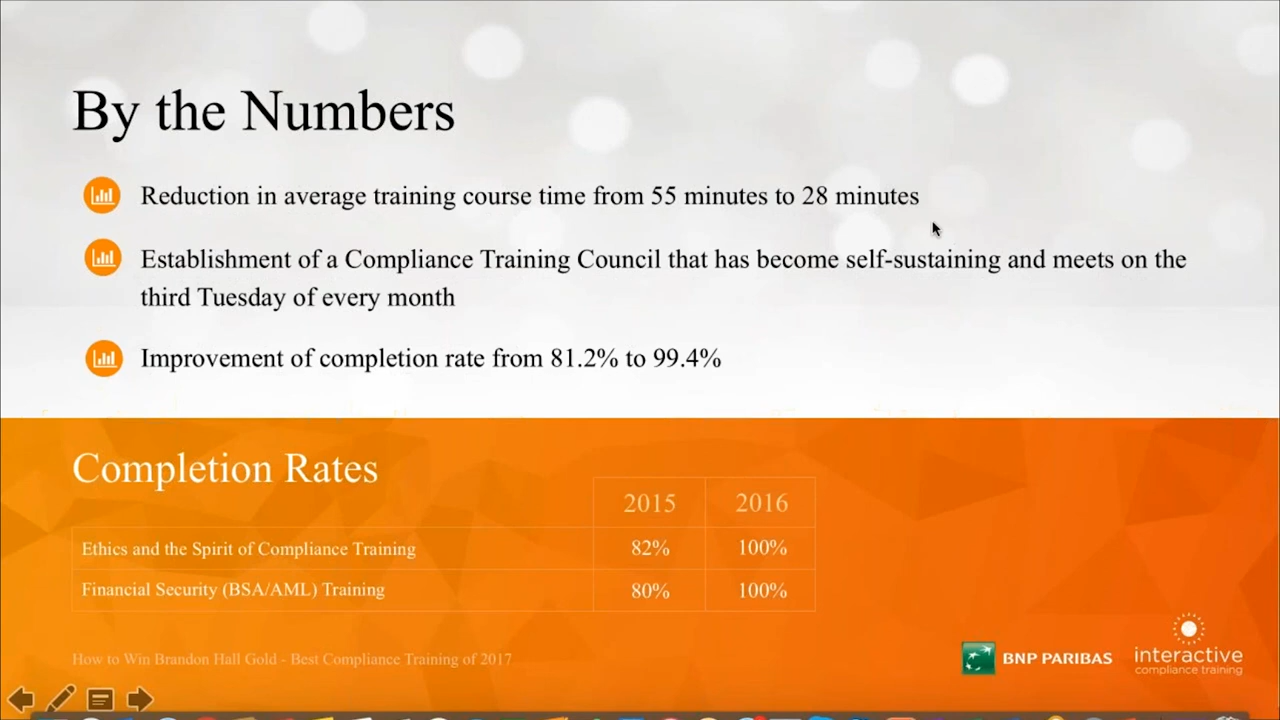 By the Numbers
Reduction in average training course time from 55 minutes to 28 minutes
Establishment of a Compliance Training Council that has become self-sustaining and meets on the
third Tuesday of every month
Improvement of completion rate from 81.2% to 99.4%
Completion Rates
2015 2016
Ethics and the Spirit of Compliance Training 82% 100%
Financial Security (BSA/AML) Training 80% 100%
How to Win Brandon Hall Gold - Best Compliance Training of 2017
BNP PARIBAS
interactive
compliance training